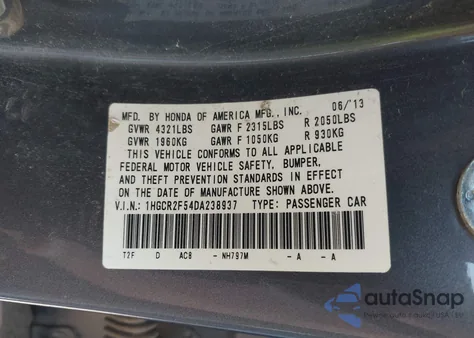 MFD. BY HONDA OF AMERICA MFG., INC. 06/13
GVWR 4321LBS GAWR F 2315LBS R 2050LBS
GVWR 1960KG GAWR F 1050KG R 930KG
THIS VEHICLE CONFORMS TO ALL APPLICABLE
FEDERAL MOTOR VEHICLE SAFETY, BUMPER,
AND THEFT PREVENTION STANDARDS IN EFFECT
ON THE DATE OF MANUFACTURE SHOWN ABOVE.
V.I.N.: 1HGCR2F54DA238937 TYPE: PASSENGER CAR
T2F D AC8 - NH797M - A - A
autoSnap